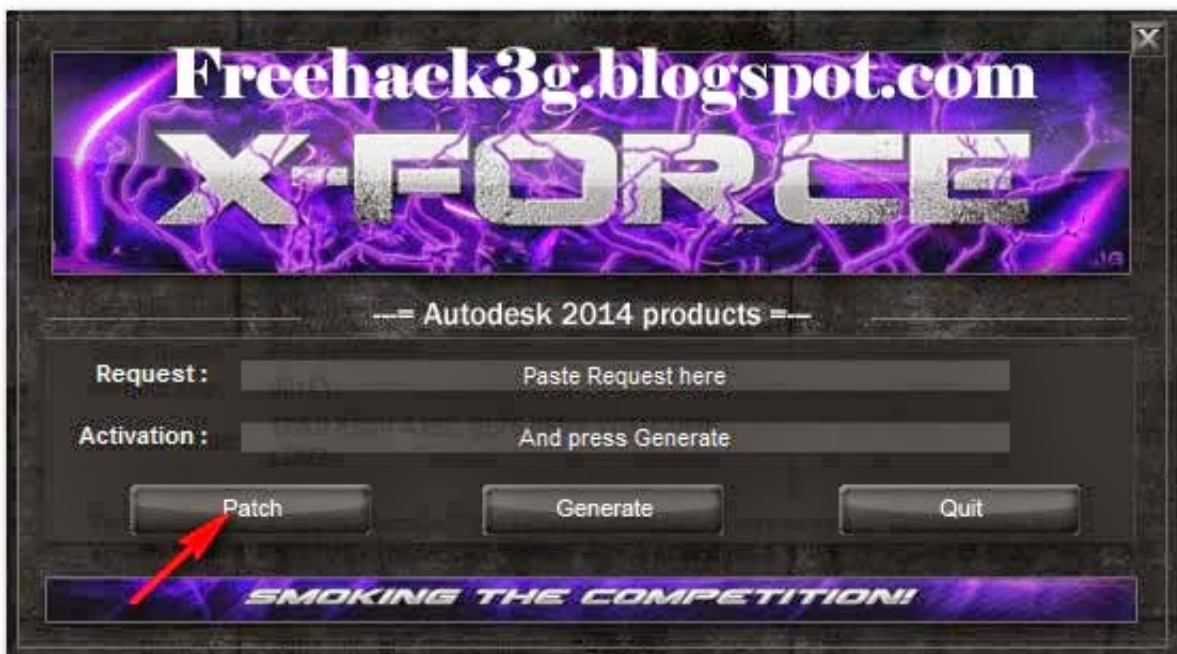 Freehack3g.blogspot.com
X-FORCE
---= Autodesk 2014 products =---
Request :
Paste Request here
Activation :
And press Generate
Patch
Generate
Quit
SMOKING THE COMPETITION!